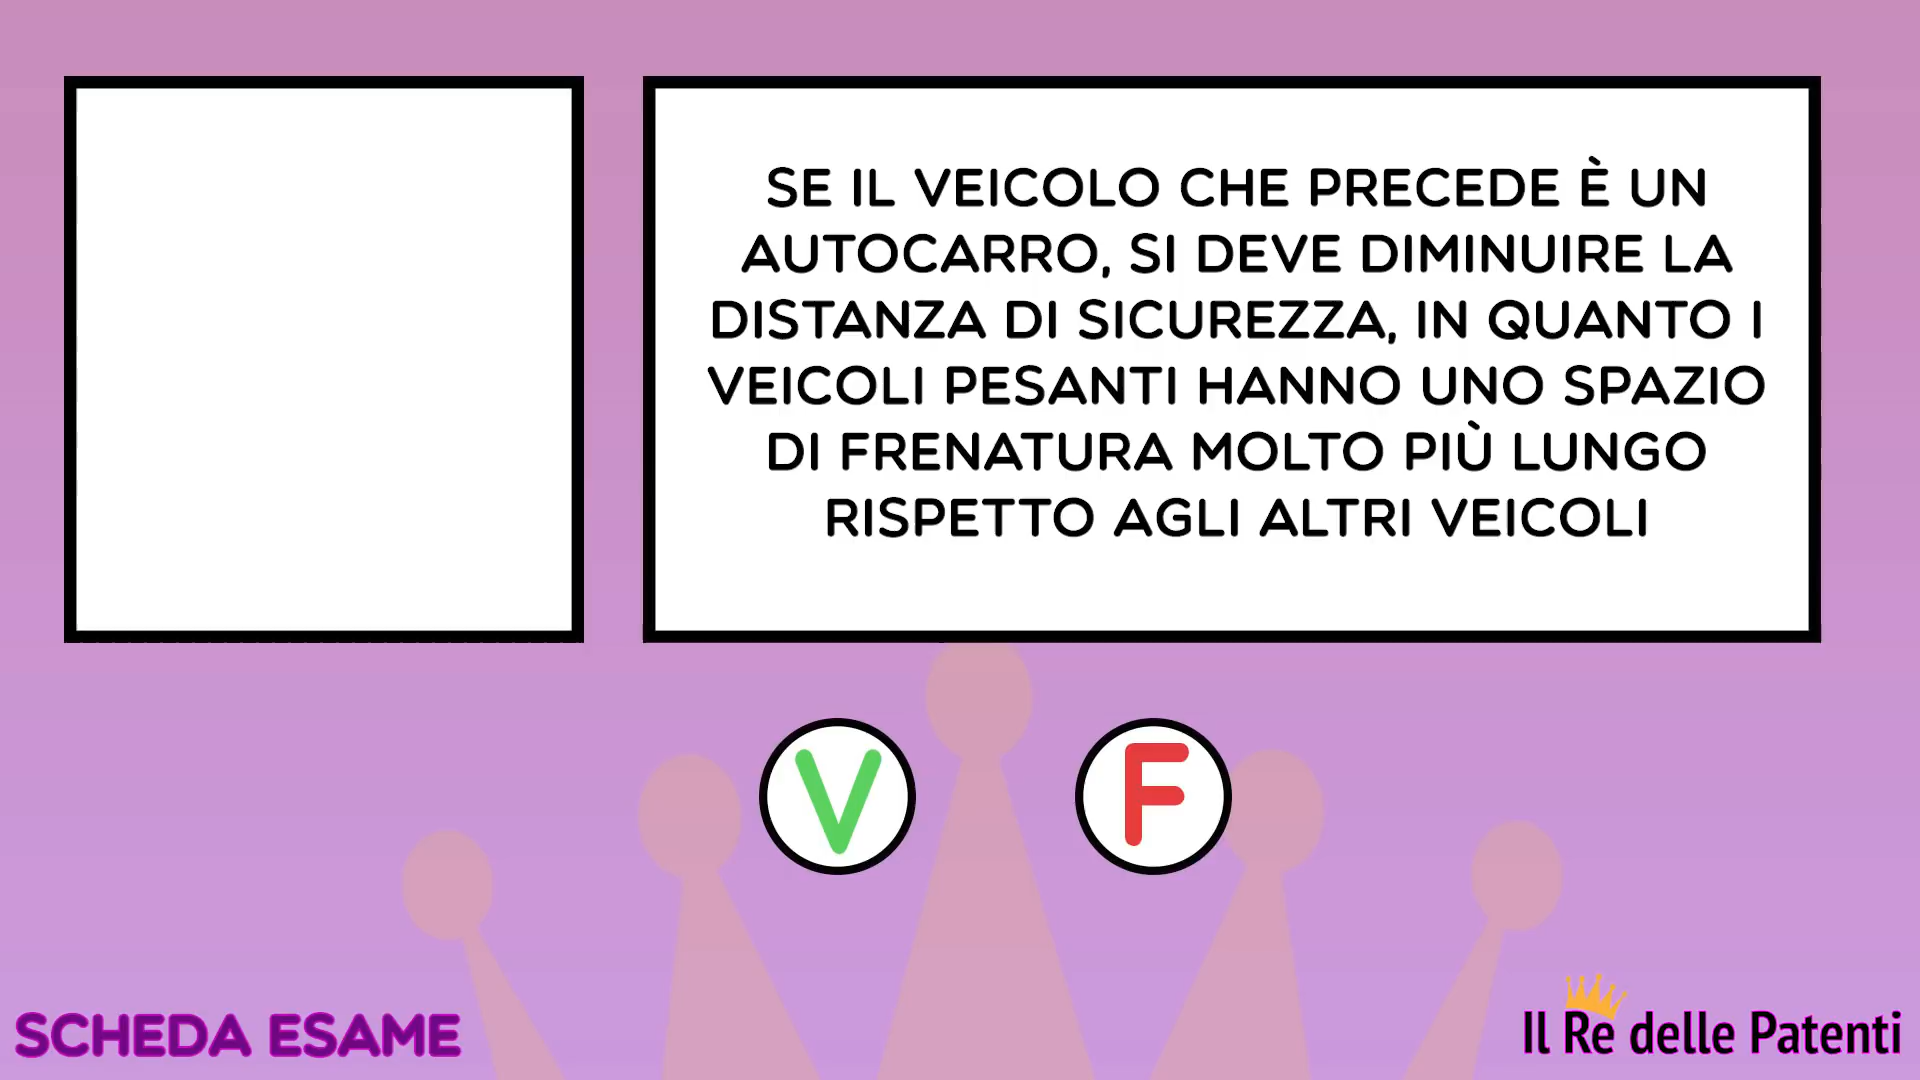 SE IL VEICOLO CHE PRECEDE È UN
AUTOCARRO, SI DEVE DIMINUIRE LA
DISTANZA DI SICUREZZA, IN QUANTO I
VEICOLI PESANTI HANNO UNO SPAZIO
DI FRENATURA MOLTO PIÙ LUNGO
RISPETTO AGLI ALTRI VEICOLI
V
F
SCHEDA ESAME
Il Re delle Patenti